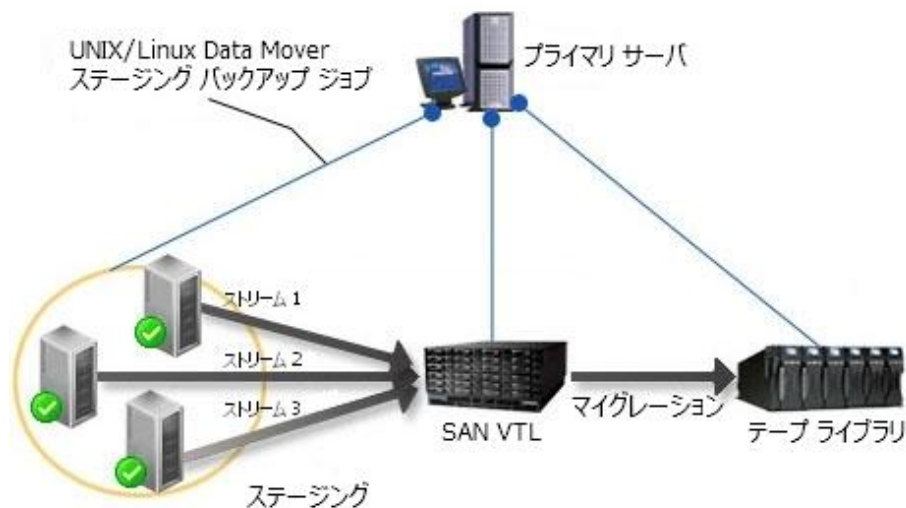 UNIX/Linux Data Mover
ステージング バックアップ ジョブ
プライマリ サーバ
ストリーム 1
ストリーム 2
ストリーム 3
マイグレーション
SAN VTL
テープ ライブラリ
ステージング